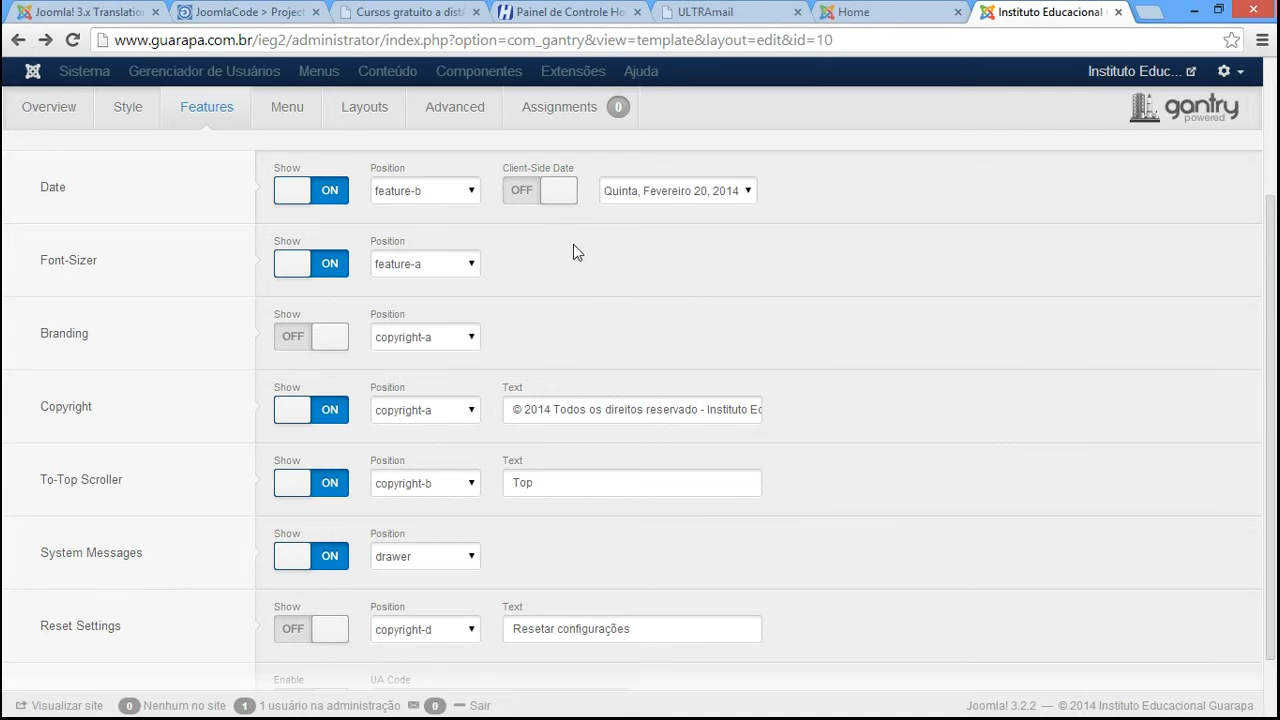 Joomla! 3.x Translation
JoomlaCode > Project
Cursos gratuito a dist
Painel de Controle Ho
ULTRAmail
Home
Instituto Educacional
www.guarapa.com.br/ieg2/administrator/index.php?option=com_gantry&view=template&layout=edit&id=10
Sistema Gerenciador de Usuários Menus Conteúdo Componentes Extensões Ajuda Instituto Educ...
Overview Style Features Menu Layouts Advanced Assignments 0 gantry
powered
Show Position Client-Side Date
Date ON feature-b OFF Quinta, Fevereiro 20, 2014
Show Position
Font-Sizer ON feature-a
Show Position
Branding OFF copyright-a
Show Position Text
Copyright ON copyright-a © 2014 Todos os direitos reservado - Instituto Ec
Show Position Text
To-Top Scroller ON copyright-b Top
Show Position
System Messages ON drawer
Show Position Text
Reset Settings OFF copyright-d Resetar configurações
Enable UA Code
Visualizar site 0 Nenhum no site 1 1 usuário na administração 0 Sair Joomla! 3.2.2 — © 2014 Instituto Educacional Guarapa